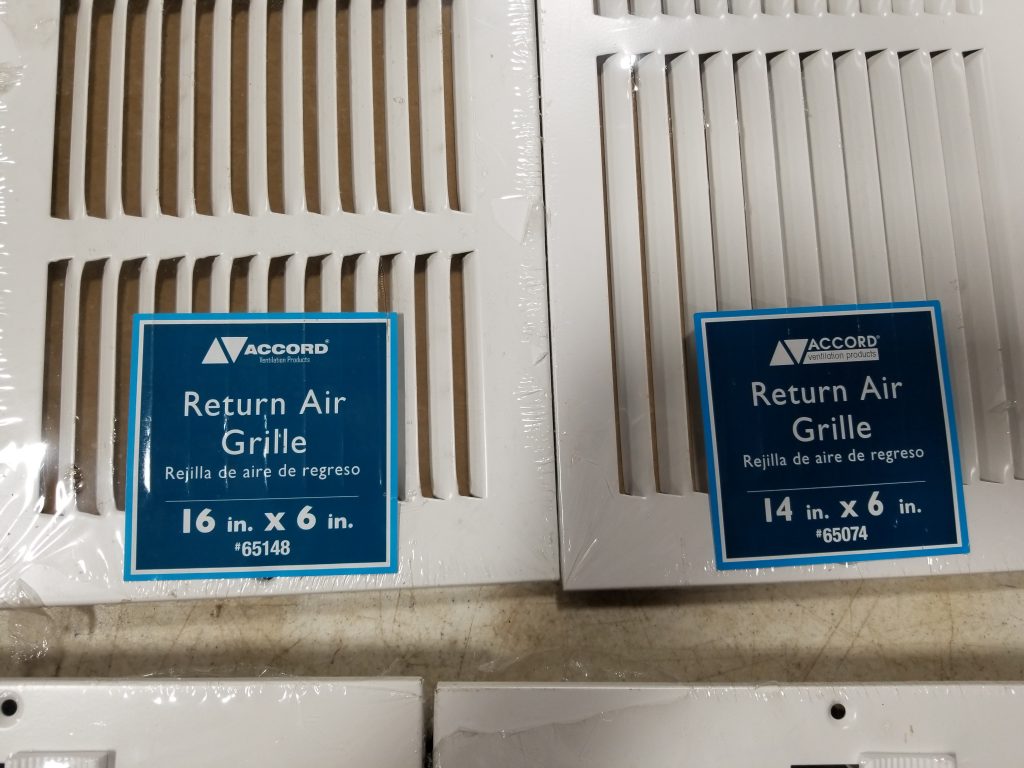 ACCORD®
Ventilation Products
Return Air
Grille
Rejilla de aire de regreso
16 in. x 6 in.
#65148
ACCORD®
ventilation products
Return Air
Grille
Rejilla de aire de regreso
14 in. x 6 in.
#65074